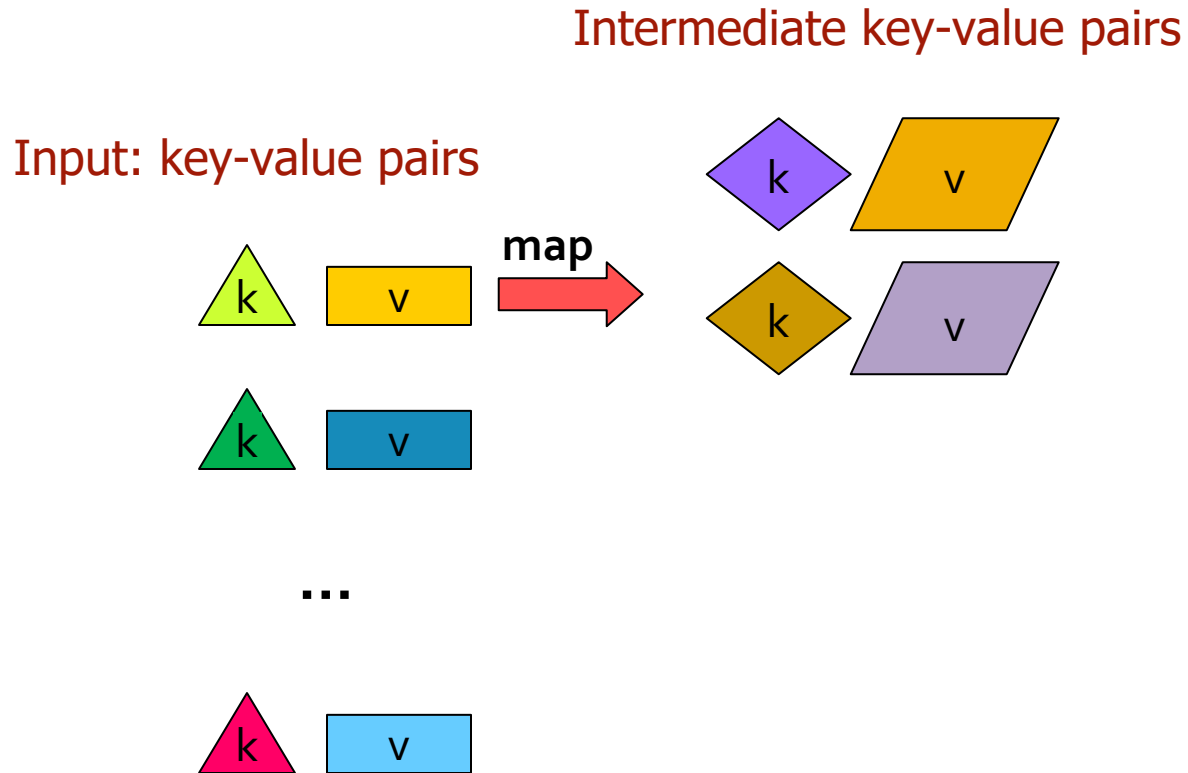 Intermediate key-value pairs
Input: key-value pairs
k v
k v
map
k v
k v
...
k v